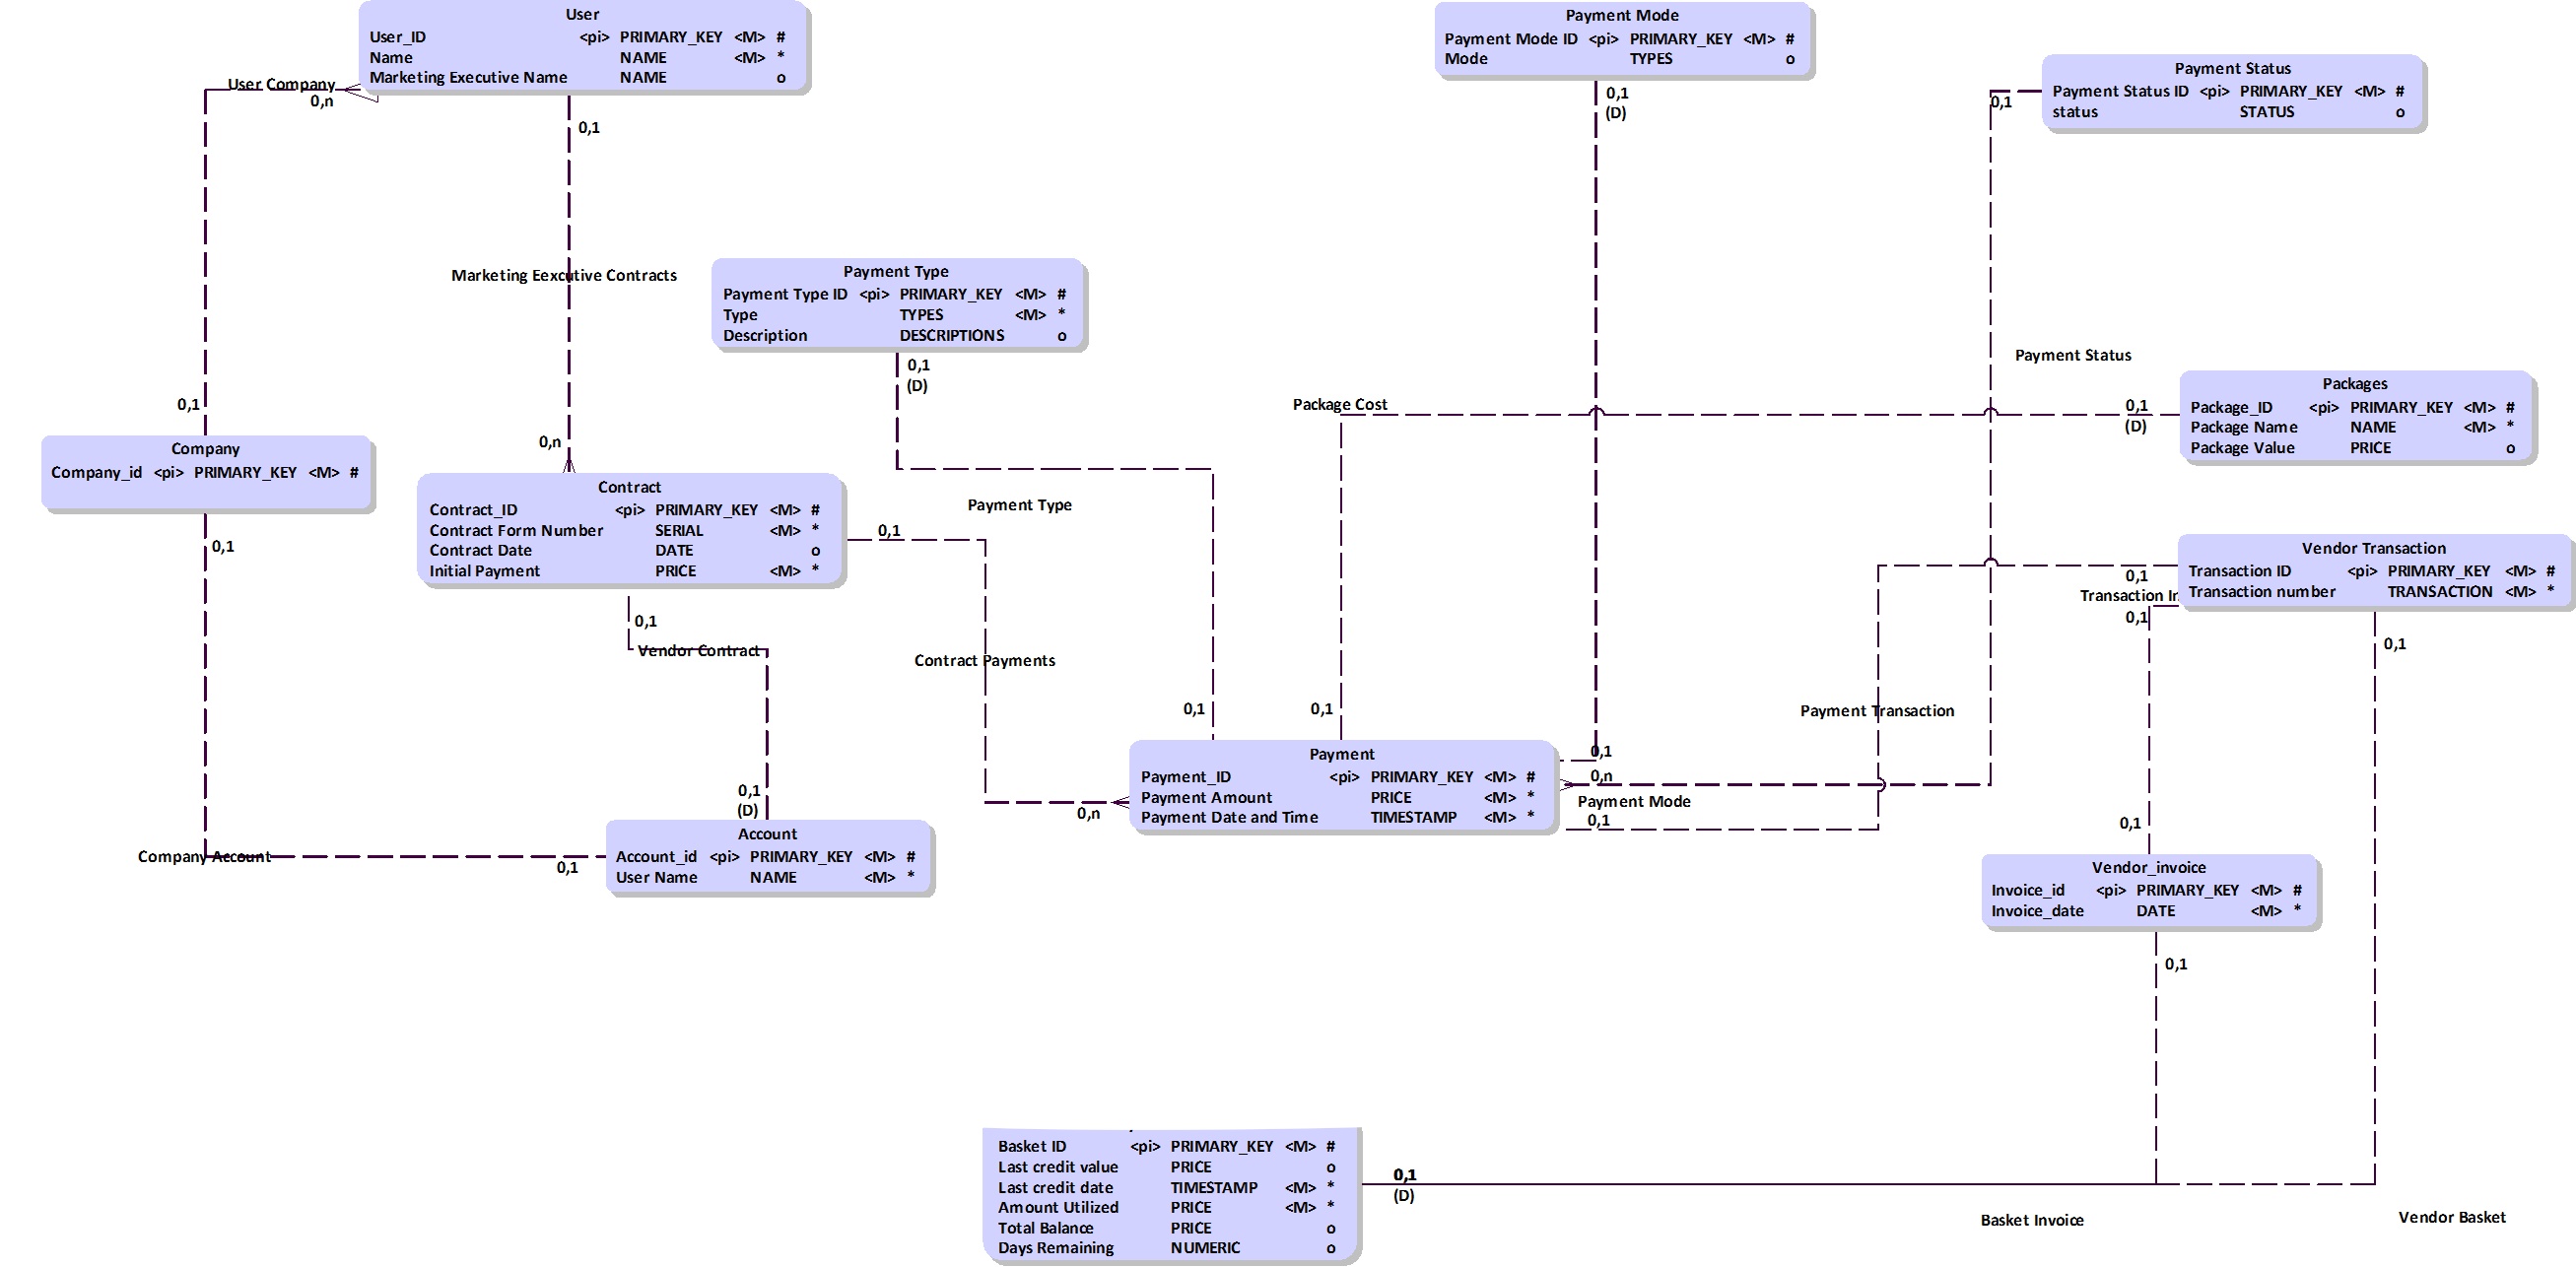 User
User_ID <pi> PRIMARY_KEY <M> #
Name NAME <M> *
Marketing Executive Name NAME o
User Company
0,n
0,1
Payment Mode
Payment Mode ID <pi> PRIMARY_KEY <M> #
Mode TYPES o
0,1
(D)
Payment Status
Payment Status ID <pi> PRIMARY_KEY <M> #
status STATUS o
0,1
Marketing Eexcutive Contracts
Payment Type
Payment Type ID <pi> PRIMARY_KEY <M> #
Type TYPES <M> *
Description DESCRIPTIONS o
0,1
(D)
Payment Status
Package Cost
0,1
(D)
Packages
Package_ID <pi> PRIMARY_KEY <M> #
Package Name NAME <M> *
Package Value PRICE o
0,1
Company
Company_id <pi> PRIMARY_KEY <M> #
0,1
0,n
Contract
Contract_ID <pi> PRIMARY_KEY <M> #
Contract Form Number SERIAL <M> *
Contract Date DATE o
Initial Payment PRICE <M> *
0,1
Payment Type
Vendor Transaction
Transaction ID <pi> PRIMARY_KEY <M> #
Transaction number TRANSACTION <M> *
0,1
Transaction In
0,1
0,1
0,1
Vendor Contract
Contract Payments
0,1
0,1
Payment Transaction
0,1
(D)
Payment
Payment_ID <pi> PRIMARY_KEY <M> #
Payment Amount PRICE <M> *
Payment Date and Time TIMESTAMP <M> *
0,1
0,n
Payment Mode
0,1
0,n
0,1
Account
Account_id <pi> PRIMARY_KEY <M> #
User Name NAME <M> *
Company Account
0,1
Vendor_invoice
Invoice_id <pi> PRIMARY_KEY <M> #
Invoice_date DATE <M> *
0,1
Basket ID <pi> PRIMARY_KEY <M> #
Last credit value PRICE o
Last credit date TIMESTAMP <M> *
Amount Utilized PRICE <M> *
Total Balance PRICE o
Days Remaining NUMERIC o
0,1
(D)
Basket Invoice
Vendor Basket